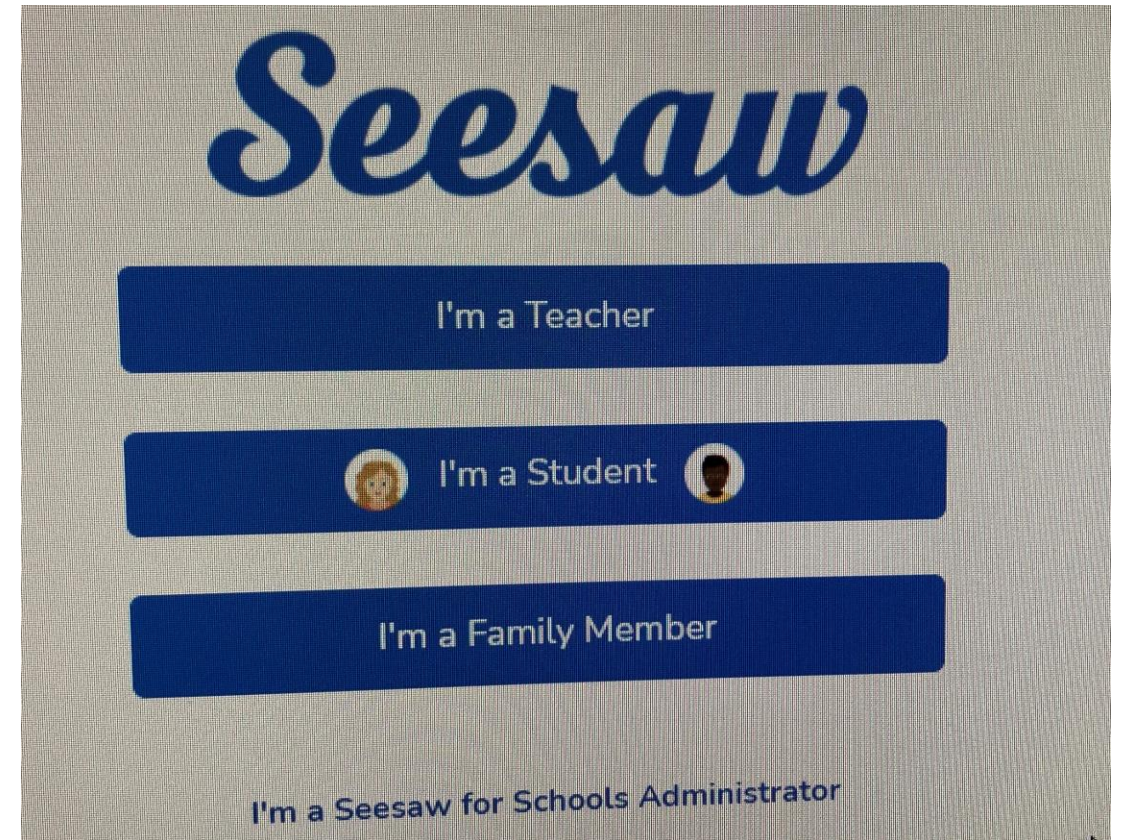 Seesaw
I'm a Teacher
I'm a Student
I'm a Family Member
I'm a Seesaw for Schools Administrator